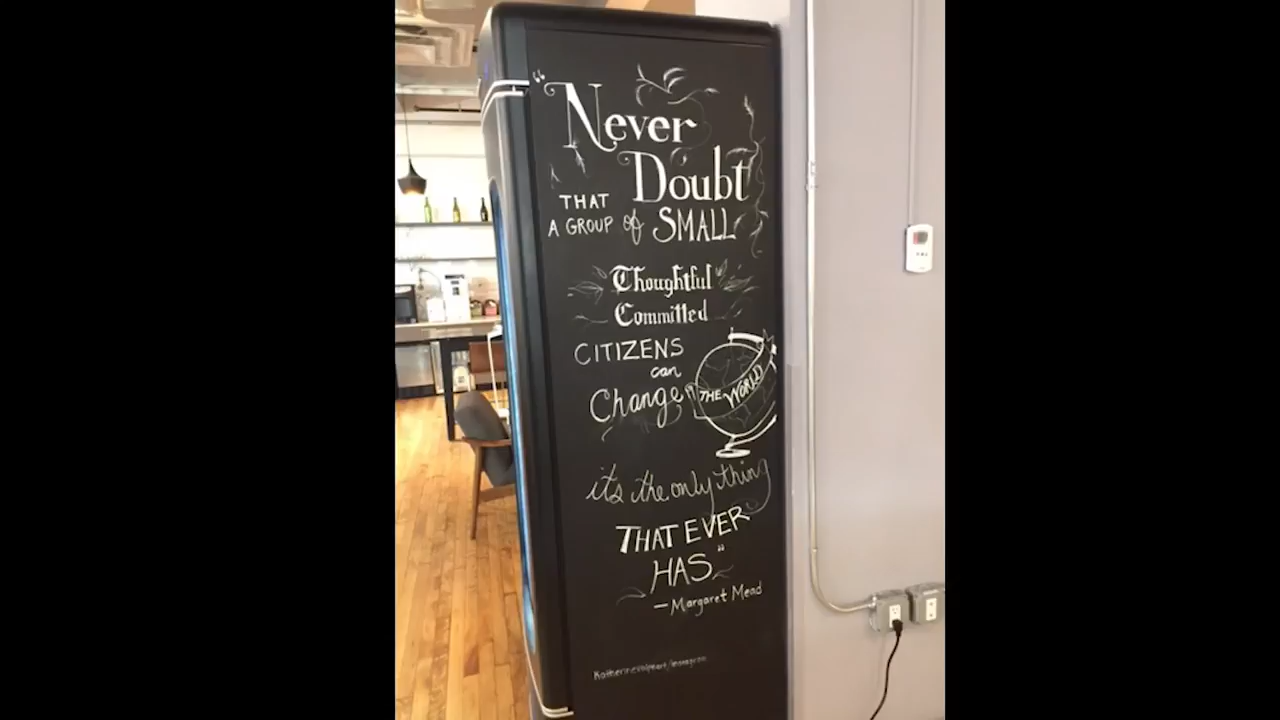 "Never
Doubt
THAT
A GROUP of SMALL
Thoughtful
Committed
CITIZENS
can
Change
THE WORLD
it's the only thing
THAT EVER
HAS"
—Margaret Mead